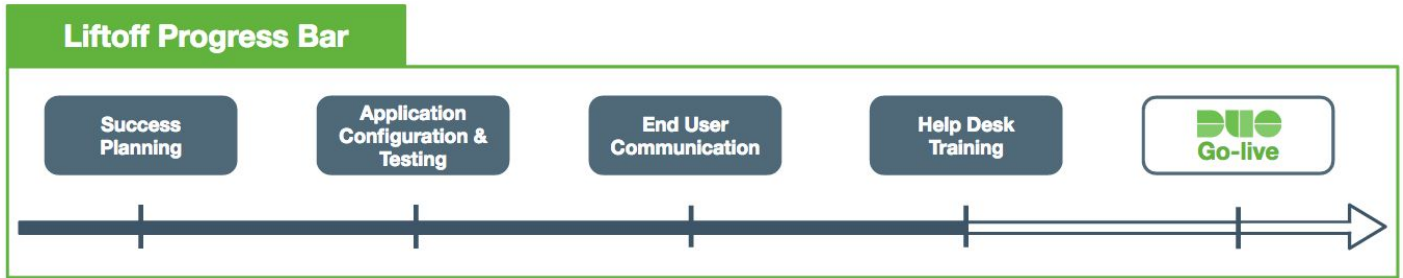 Liftoff Progress Bar
Success
Planning
Application
Configuration &
Testing
End User
Communication
Help Desk
Training
DUO
Go-live